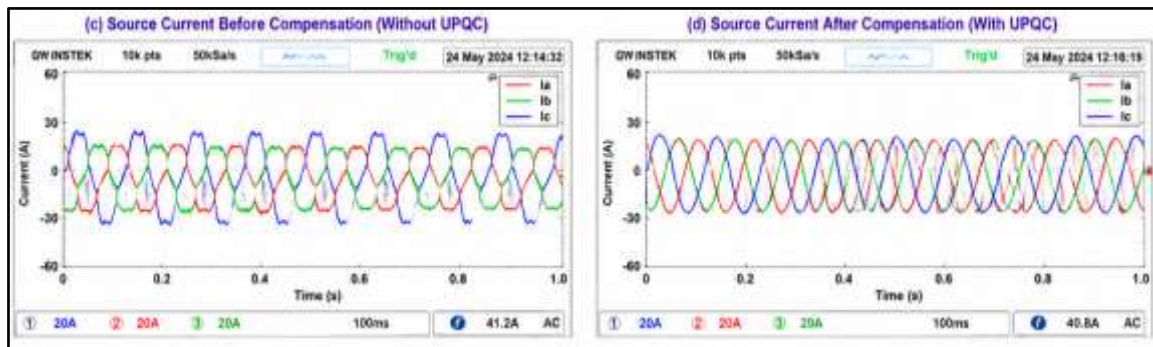 (c) Source Current Before Compensation (Without UPQC)
GW INSTEK 10k pts 50kSa/s Trig'd 24 May 2024 12:14:32
60
30
0
-30
-60
Current (A)
Ia
Ib
Ic
0 0.2 0.4 0.6 0.8 1.0
Time (s)
① 20A ② 20A ③ 20A 100ms f 41.2A AC
(d) Source Current After Compensation (With UPQC)
GW INSTEK 10k pts 50kSa/s Trig'd 24 May 2024 12:16:19
60
30
0
-30
-60
Current (A)
Ia
Ib
Ic
0 0.2 0.4 0.6 0.8 1.0
Time (s)
① 20A ② 20A ③ 20A 100ms f 40.8A AC